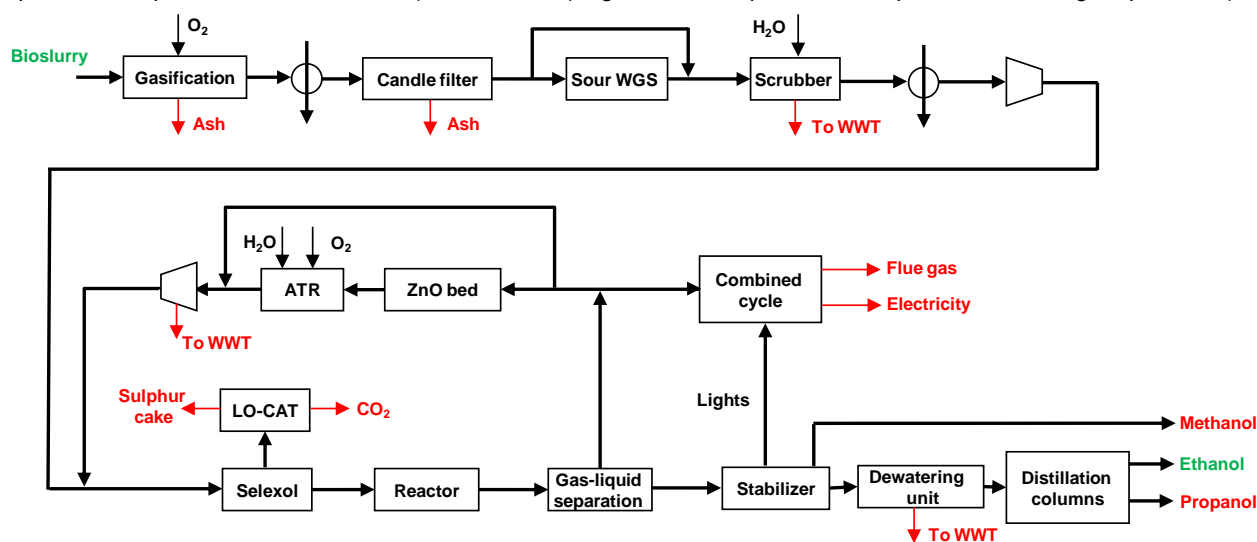 O₂
H₂O
Bioslurry
Gasification
Candle filter
Sour WGS
Scrubber
Ash
Ash
To WWT
H₂O
O₂
ATR
ZnO bed
Combined
cycle
Flue gas
Electricity
To WWT
Sulphur
cake
LO-CAT
CO₂
Lights
Methanol
Selexol
Reactor
Gas-liquid
separation
Stabilizer
Dewatering
unit
Distillation
columns
Ethanol
Propanol
To WWT